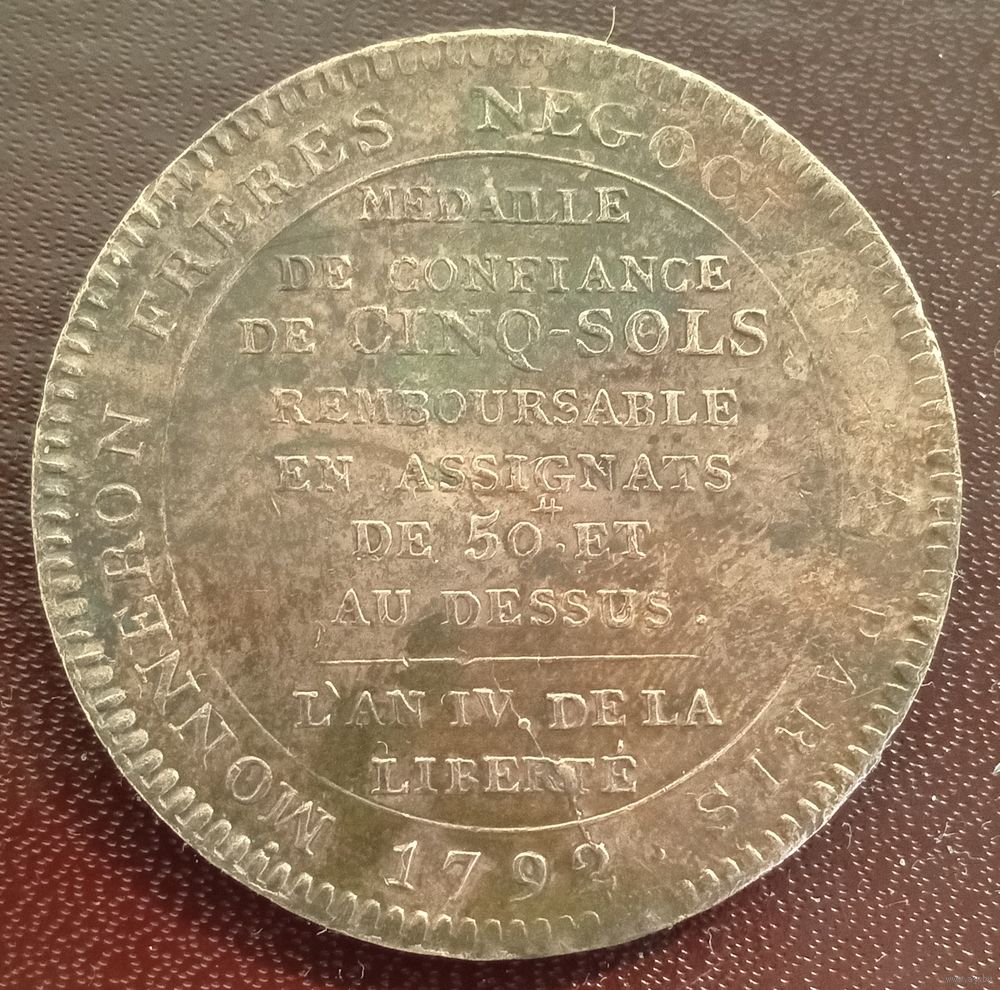 MONNERON FRERES NEGOCIANS A PARIS
1792
MEDAILLE
DE CONFIANCE
DE CINQ-SOLS
REMBOURSABLE
EN ASSIGNATS
DE 50.₶ ET
AU DESSUS.
L'AN IV. DE LA
LIBERTÉ